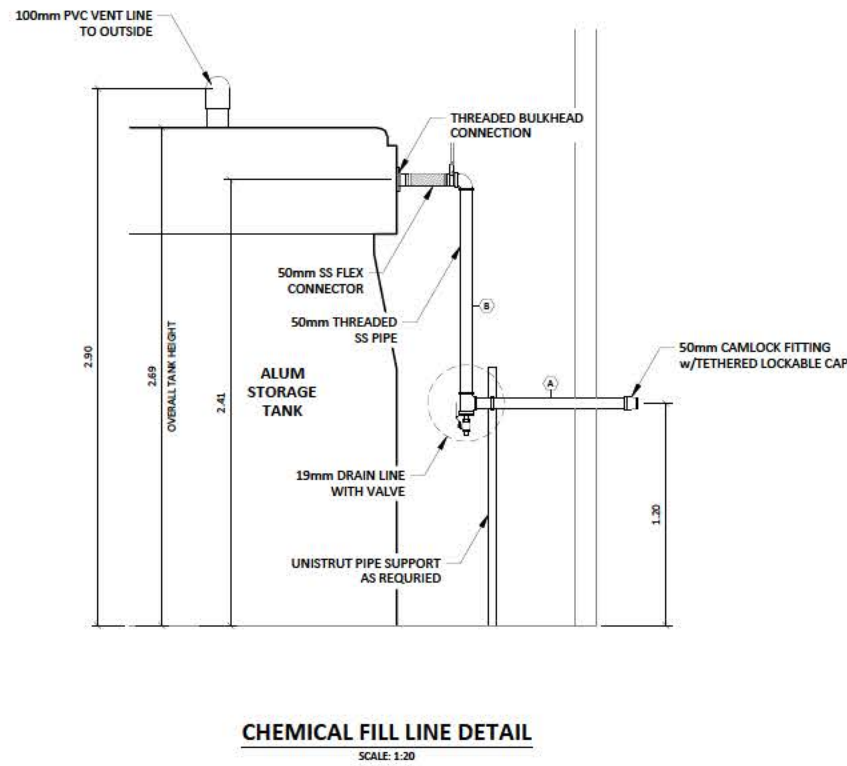 100mm PVC VENT LINE
TO OUTSIDE
THREADED BULKHEAD
CONNECTION
50mm SS FLEX
CONNECTOR
B
50mm THREADED
SS PIPE
50mm CAMLOCK FITTING
w/TETHERED LOCKABLE CAP
2.90
2.69
OVERALL TANK HEIGHT
2.41
ALUM
STORAGE
TANK
A
19mm DRAIN LINE
WITH VALVE
1.20
UNISTRUT PIPE SUPPORT
AS REQURIED
CHEMICAL FILL LINE DETAIL
SCALE: 1:20